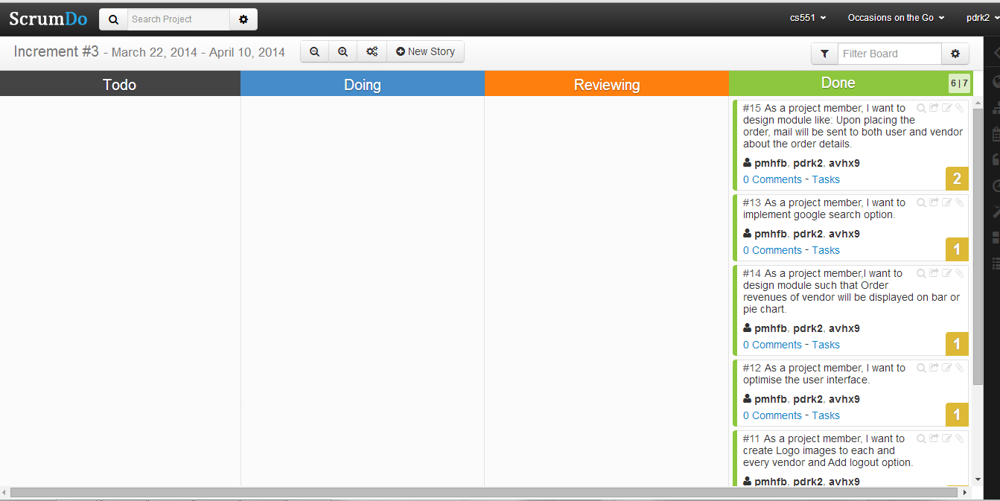 ScrumDo
Search Project
cs551
Occasions on the Go
pdrk2
Increment #3 - March 22, 2014 - April 10, 2014
New Story
Filter Board
Todo
Doing
Reviewing
Done
6 | 7
#15 As a project member, I want to
design module like: Upon placing the
order, mail will be sent to both user and vendor
about the order details.
pmhfb, pdrk2, avhx9
0 Comments - Tasks
2
#13 As a project member, I want to
implement google search option.
pmhfb, pdrk2, avhx9
0 Comments - Tasks
1
#14 As a project member,I want to
design module such that Order
revenues of vendor will be displayed on bar or
pie chart.
pmhfb, pdrk2, avhx9
0 Comments - Tasks
1
#12 As a project member, I want to
optimise the user interface.
pmhfb, pdrk2, avhx9
0 Comments - Tasks
1
#11 As a project member, I want to
create Logo images to each and
every vendor and Add logout option.
pmhfb, pdrk2, avhx9